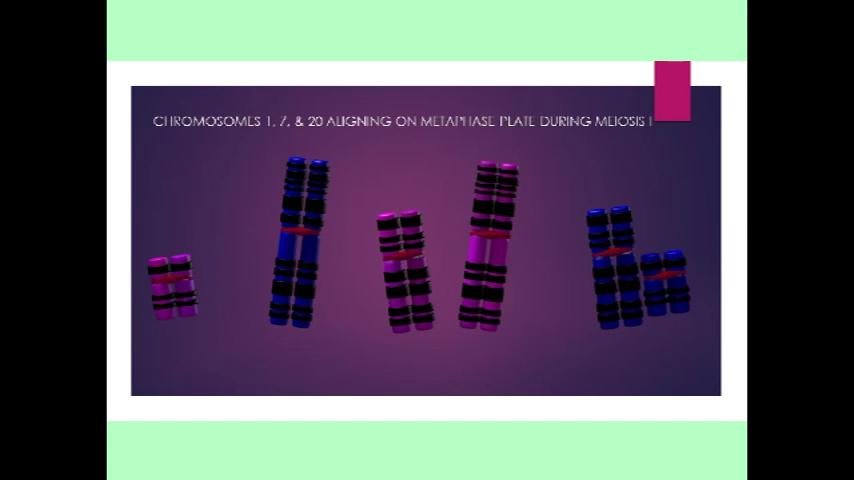 CHROMOSOMES 1, 7, & 20 ALIGNING ON METAPHASE PLATE DURING MEIOSIS I